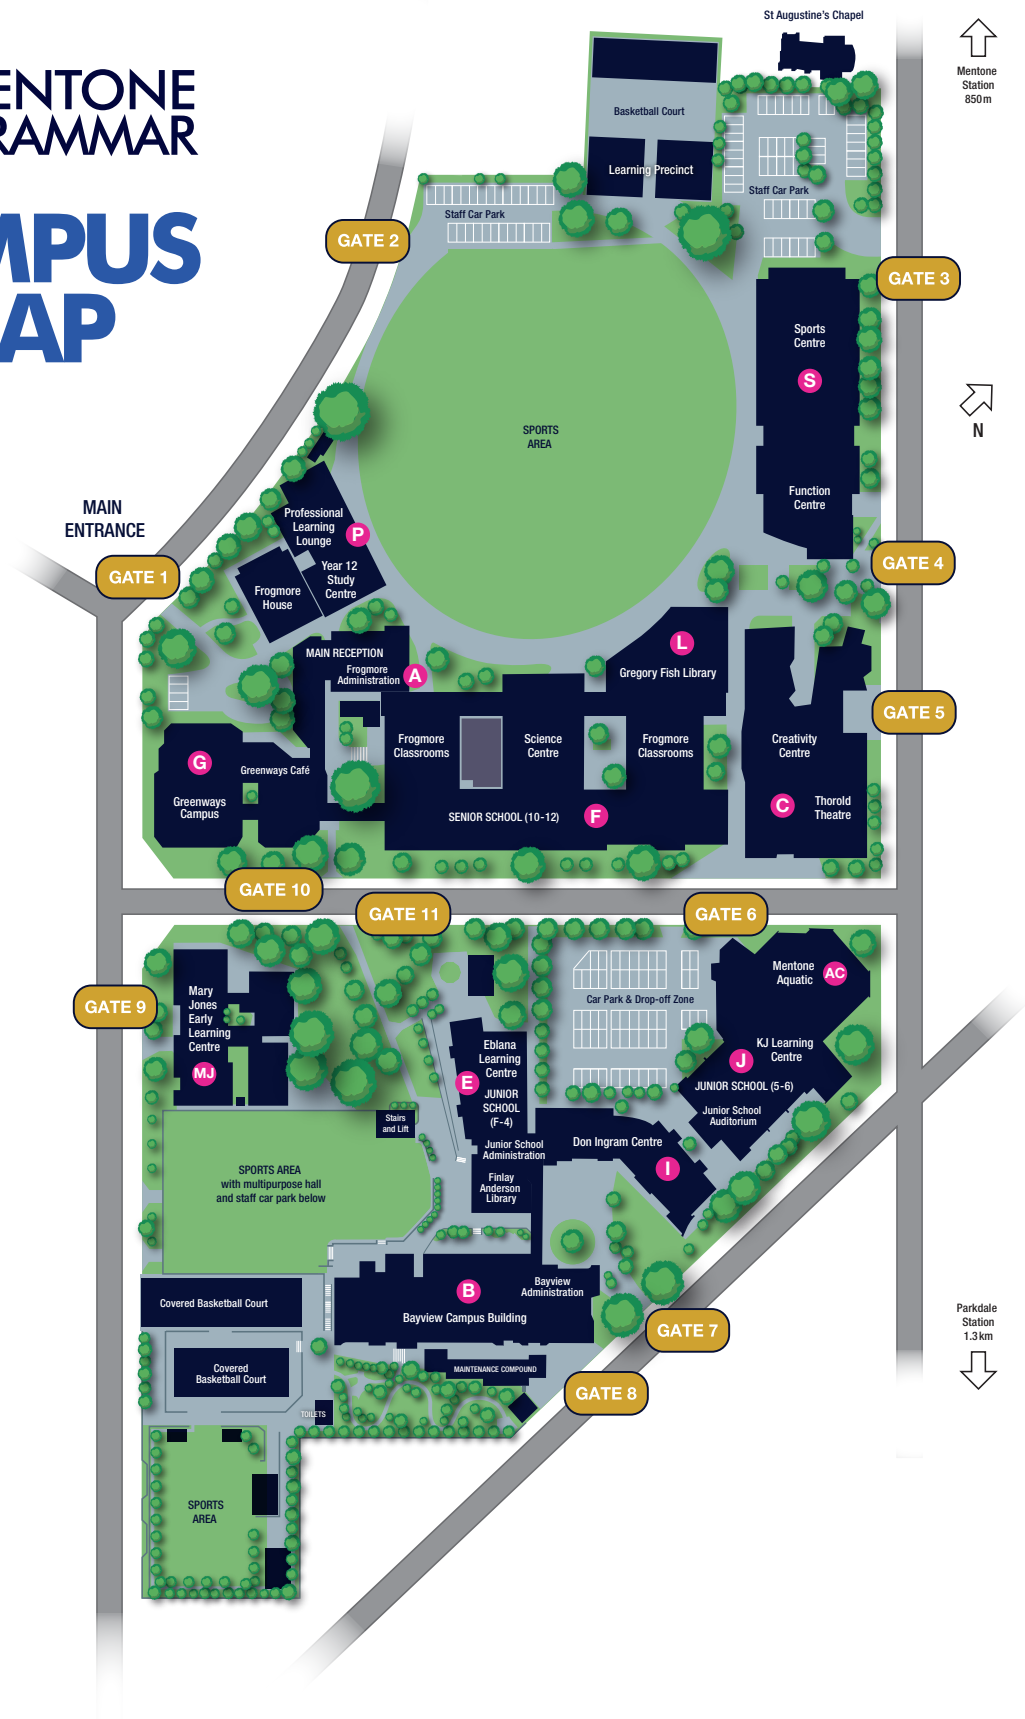 St Augustine's Chapel
Mentone
Station
850m
ENTONE
RAMMAR
Basketball Court
Learning Precinct
Staff Car Park
Staff Car Park
MPUS
AP
GATE 2
GATE 3
Sports
Centre
S
N
SPORTS
AREA
Function
Centre
MAIN
ENTRANCE
Professional
Learning
Lounge
P
Year 12
Study
Centre
Frogmore
House
GATE 1
GATE 4
MAIN RECEPTION
Frogmore
Administration
A
L
Gregory Fish Library
GATE 5
Frogmore
Classrooms
Science
Centre
Frogmore
Classrooms
Creativity
Centre
G
Greenways Café
Greenways
Campus
C
Thorold
Theatre
SENIOR SCHOOL (10-12)
F
GATE 10
GATE 11
GATE 6
Mentone
Aquatic
AC
Mary
Jones
Early
Learning
Centre
MJ
GATE 9
Car Park & Drop-off Zone
Eblana
Learning
Centre
E
JUNIOR
SCHOOL
(F-4)
KJ Learning
Centre
J
JUNIOR SCHOOL (5-6)
Junior School
Auditorium
Stairs
and Lift
Junior School
Administration
Don Ingram Centre
I
Finlay
Anderson
Library
SPORTS AREA
with multipurpose hall
and staff car park below
Bayview
Administration
B
Bayview Campus Building
Covered Basketball Court
GATE 7
Parkdale
Station
1.3km
Covered
Basketball Court
MAINTENANCE COMPOUND
GATE 8
TOILETS
SPORTS
AREA